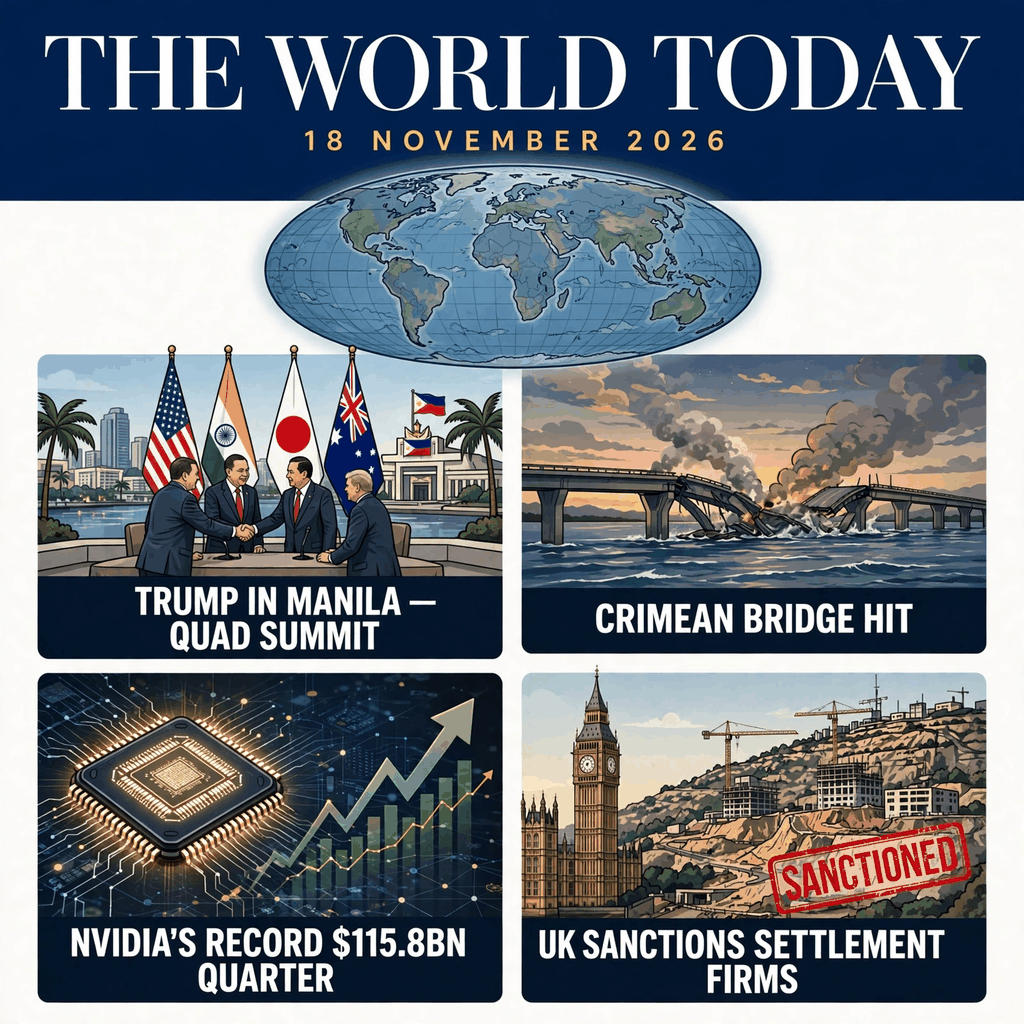 THE WORLD TODAY
18 NOVEMBER 2026
TRUMP IN MANILA —
QUAD SUMMIT
CRIMEAN BRIDGE HIT
NVIDIA'S RECORD $115.8BN
QUARTER
SANCTIONED
UK SANCTIONS SETTLEMENT
FIRMS